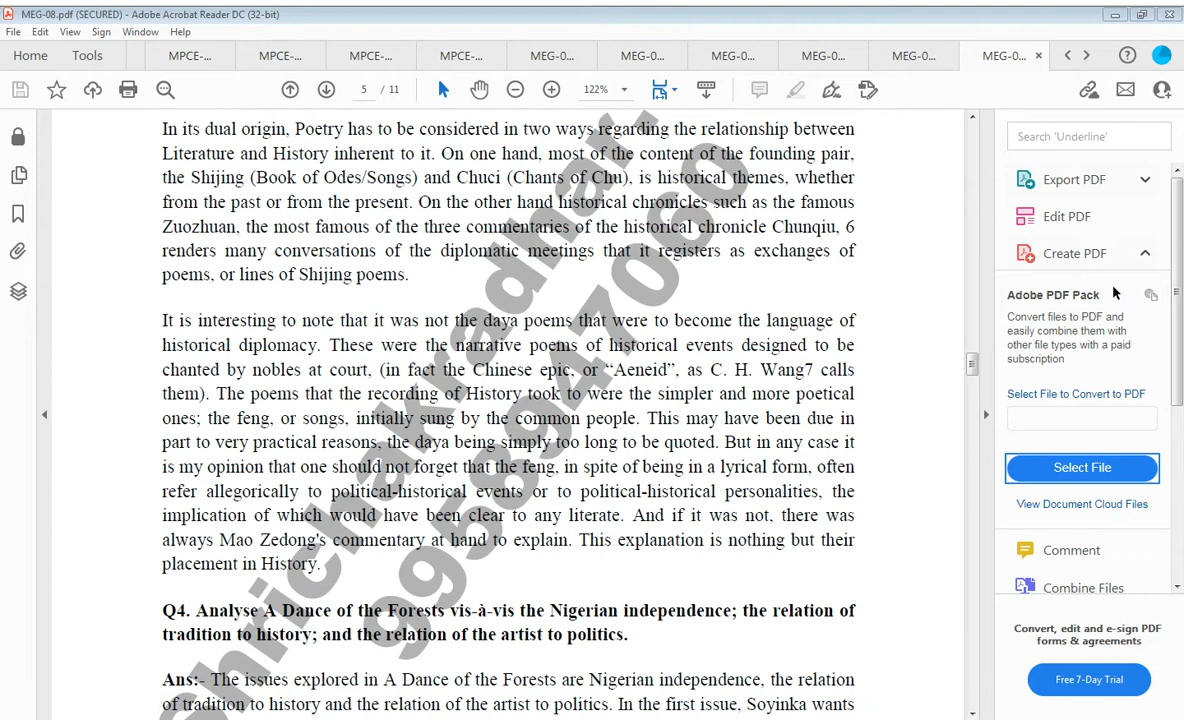 MEG-08.pdf (SECURED) - Adobe Acrobat Reader DC (32-bit)
File Edit View Sign Window Help
Home Tools MPCE-... MPCE-... MPCE-... MPCE-... MEG-0... MEG-0... MEG-0... MEG-0... MEG-0... MEG-0... ×
5 / 11 122%
In its dual origin, Poetry has to be considered in two ways regarding the relationship between
Literature and History inherent to it. On one hand, most of the content of the founding pair,
the Shijing (Book of Odes/Songs) and Chuci (Chants of Chu), is historical themes, whether
from the past or from the present. On the other hand historical chronicles such as the famous
Zuozhuan, the most famous of the three commentaries of the historical chronicle Chunqiu, 6
renders many conversations of the diplomatic meetings that it registers as exchanges of
poems, or lines of Shijing poems.
It is interesting to note that it was not the daya poems that were to become the language of
historical diplomacy. These were the narrative poems of historical events designed to be
chanted by nobles at court, (in fact the Chinese epic, or “Aeneid”, as C. H. Wang7 calls
them). The poems that the recording of History took to were the simpler and more poetical
ones; the feng, or songs, initially sung by the common people. This may have been due in
part to very practical reasons, the daya being simply too long to be quoted. But in any case it
is my opinion that one should not forget that the feng, in spite of being in a lyrical form, often
refer allegorically to political-historical events or to political-historical personalities, the
implication of which would have been clear to any literate. And if it was not, there was
always Mao Zedong's commentary at hand to explain. This explanation is nothing but their
placement in History.
Q4. Analyse A Dance of the Forests vis-à-vis the Nigerian independence; the relation of
tradition to history; and the relation of the artist to politics.
Ans:- The issues explored in A Dance of the Forests are Nigerian independence, the relation
of tradition to history and the relation of the artist to politics. In the first issue, Soyinka wants
Shrichakradhar.
9958947060
Search 'Underline'
Export PDF
Edit PDF
Create PDF
Adobe PDF Pack
Convert files to PDF and
easily combine them with
other file types with a paid
subscription
Select File to Convert to PDF
Select File
View Document Cloud Files
Comment
Combine Files
Convert, edit and e-sign PDF
forms & agreements
Free 7-Day Trial